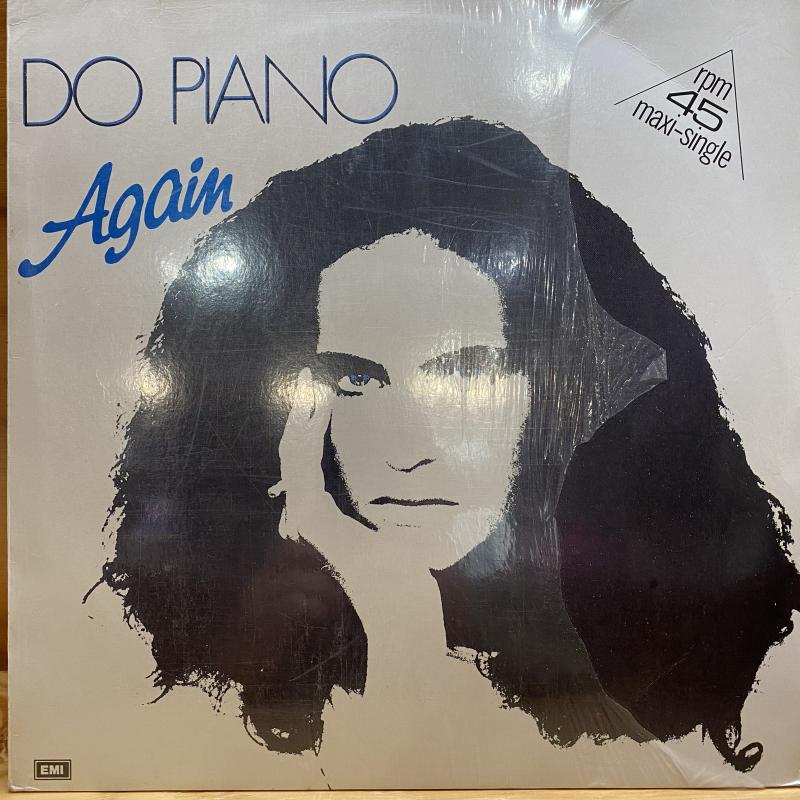 DO PIANO
Again
rpm
45
maxi-single
EMI